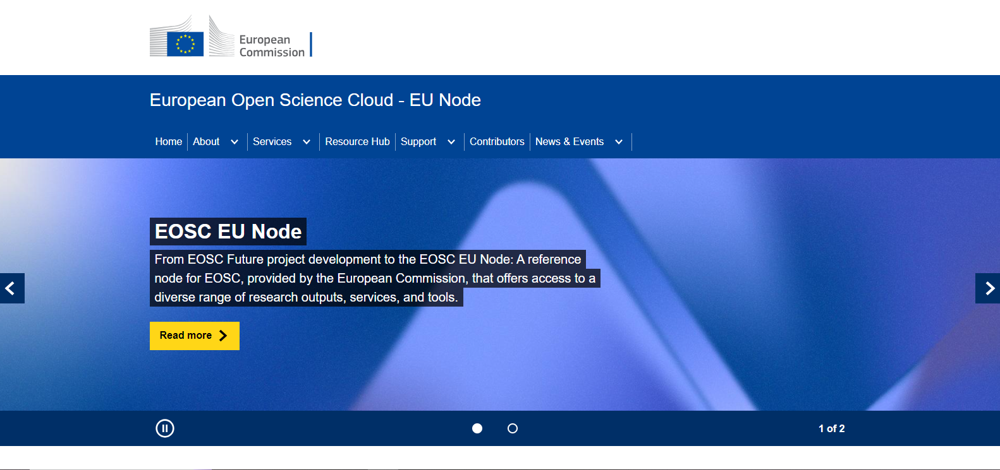 European
Commission
European Open Science Cloud - EU Node
Home About Services Resource Hub Support Contributors News & Events
EOSC EU Node
From EOSC Future project development to the EOSC EU Node: A reference
node for EOSC, provided by the European Commission, that offers access to a
diverse range of research outputs, services, and tools.
Read more
1 of 2